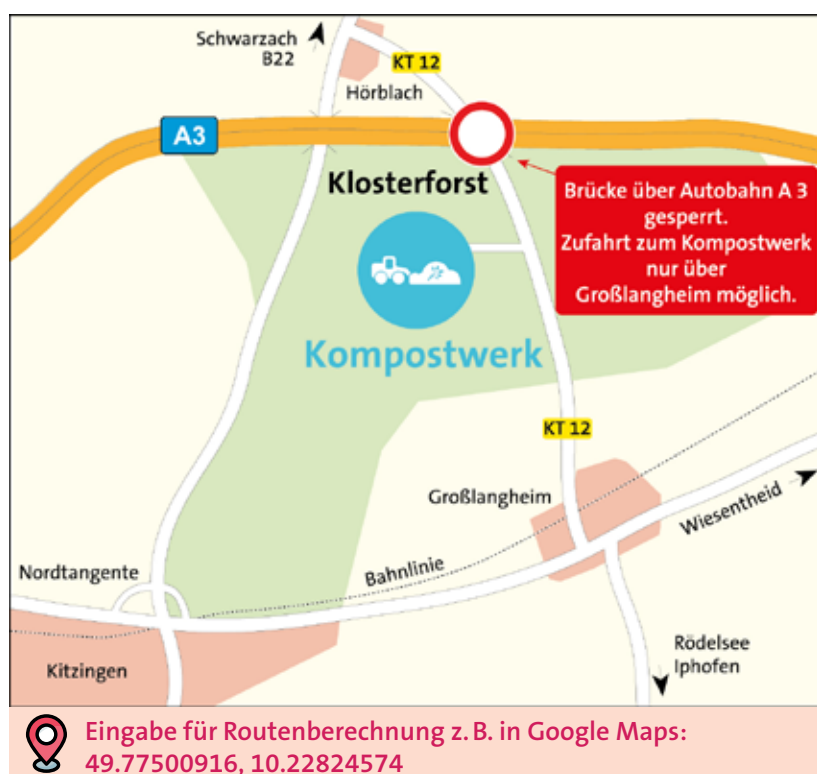 Schwarzach
B22
KT 12
Hörblach
A3
Klosterforst
Brücke über Autobahn A 3
gesperrt.
Zufahrt zum Kompostwerk
nur über
Großlangheim möglich.
Kompostwerk
KT 12
Großlangheim
Wiesentheid
Nordtangente
Bahnlinie
Kitzingen
Rödelsee
Iphofen
Eingabe für Routenberechnung z. B. in Google Maps:
49.77500916, 10.22824574